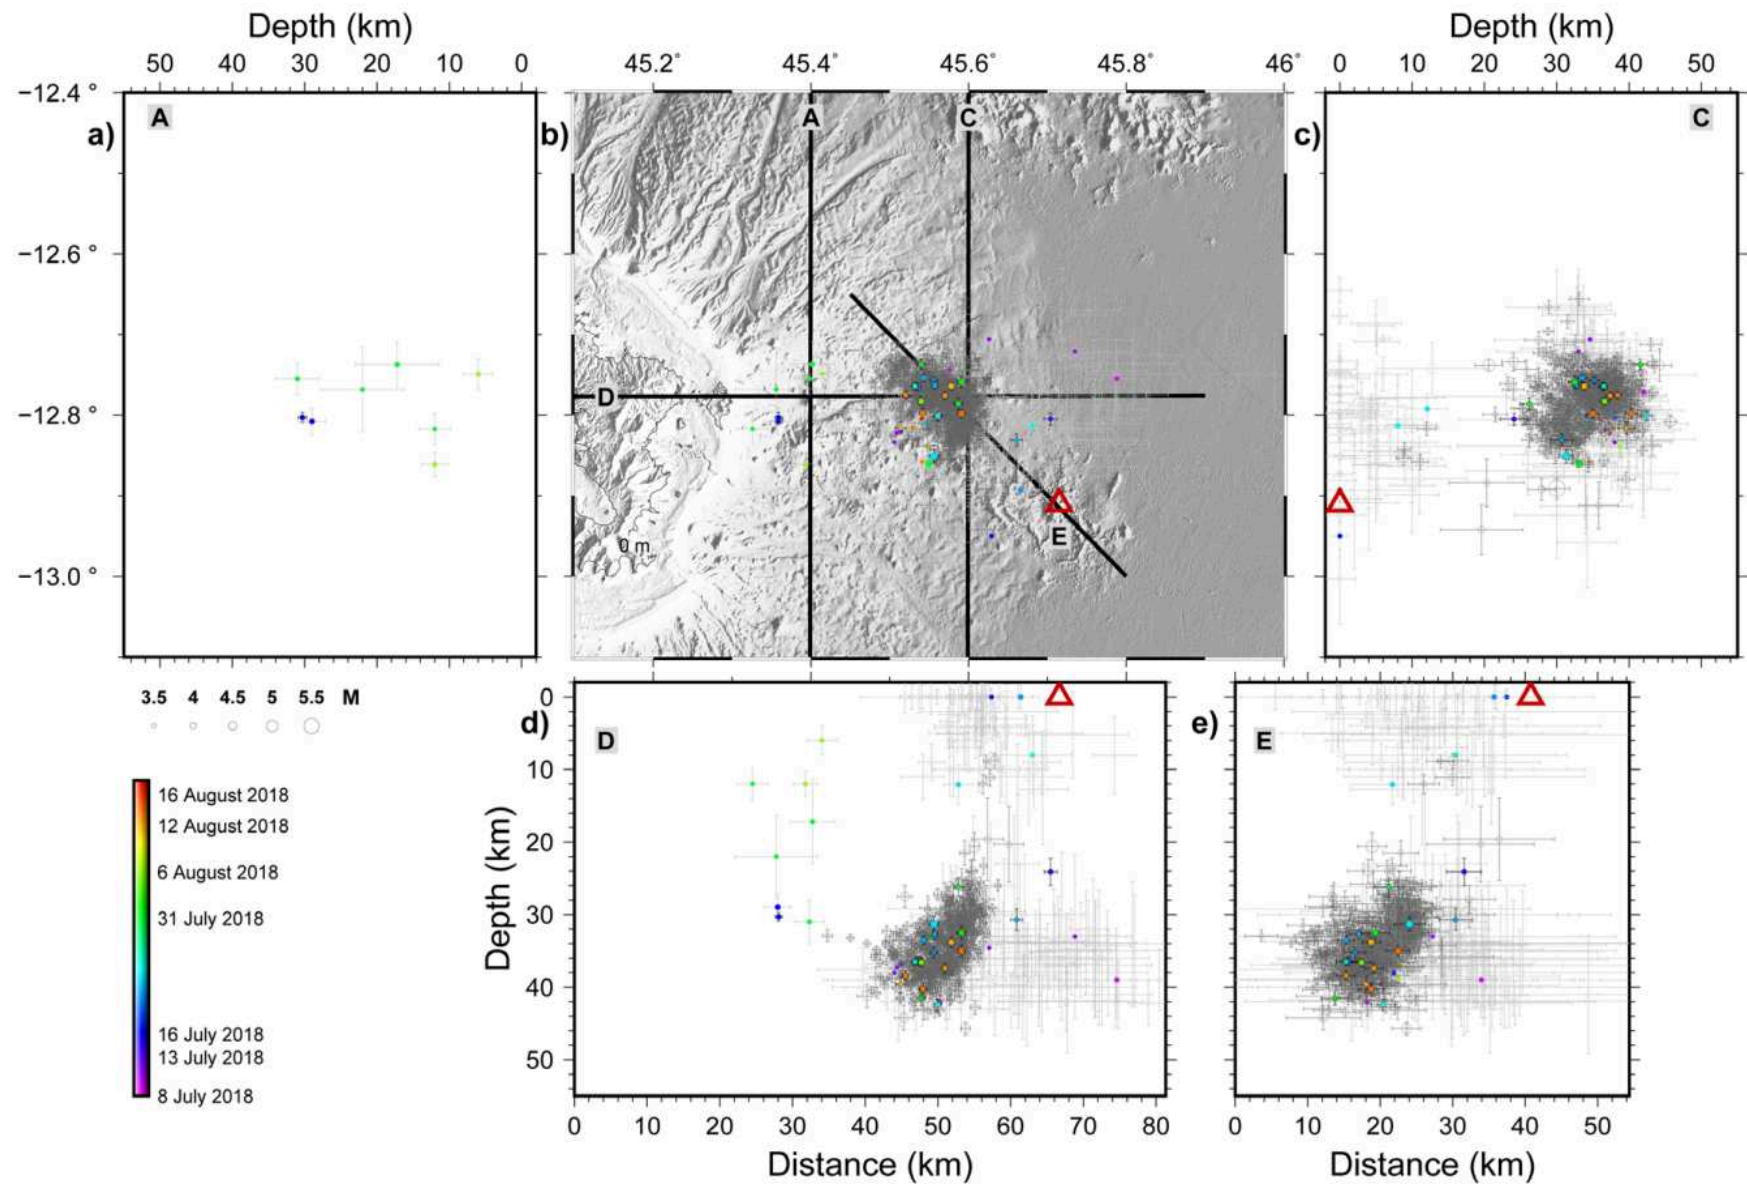 Depth (km)
50 40 30 20 10 0
45.2° 45.4° 45.6° 45.8° 46°
Depth (km)
0 10 20 30 40 50
−12.4 °
−12.6 °
−12.8 °
−13.0 °
a)
A
b)
A
C
D
E
0 m
c)
C
3.5 4 4.5 5 5.5 M
16 August 2018
12 August 2018
6 August 2018
31 July 2018
16 July 2018
13 July 2018
8 July 2018
d)
D
Depth (km)
0
10
20
30
40
50
0 10 20 30 40 50 60 70 80
Distance (km)
e)
E
0 10 20 30 40 50
Distance (km)